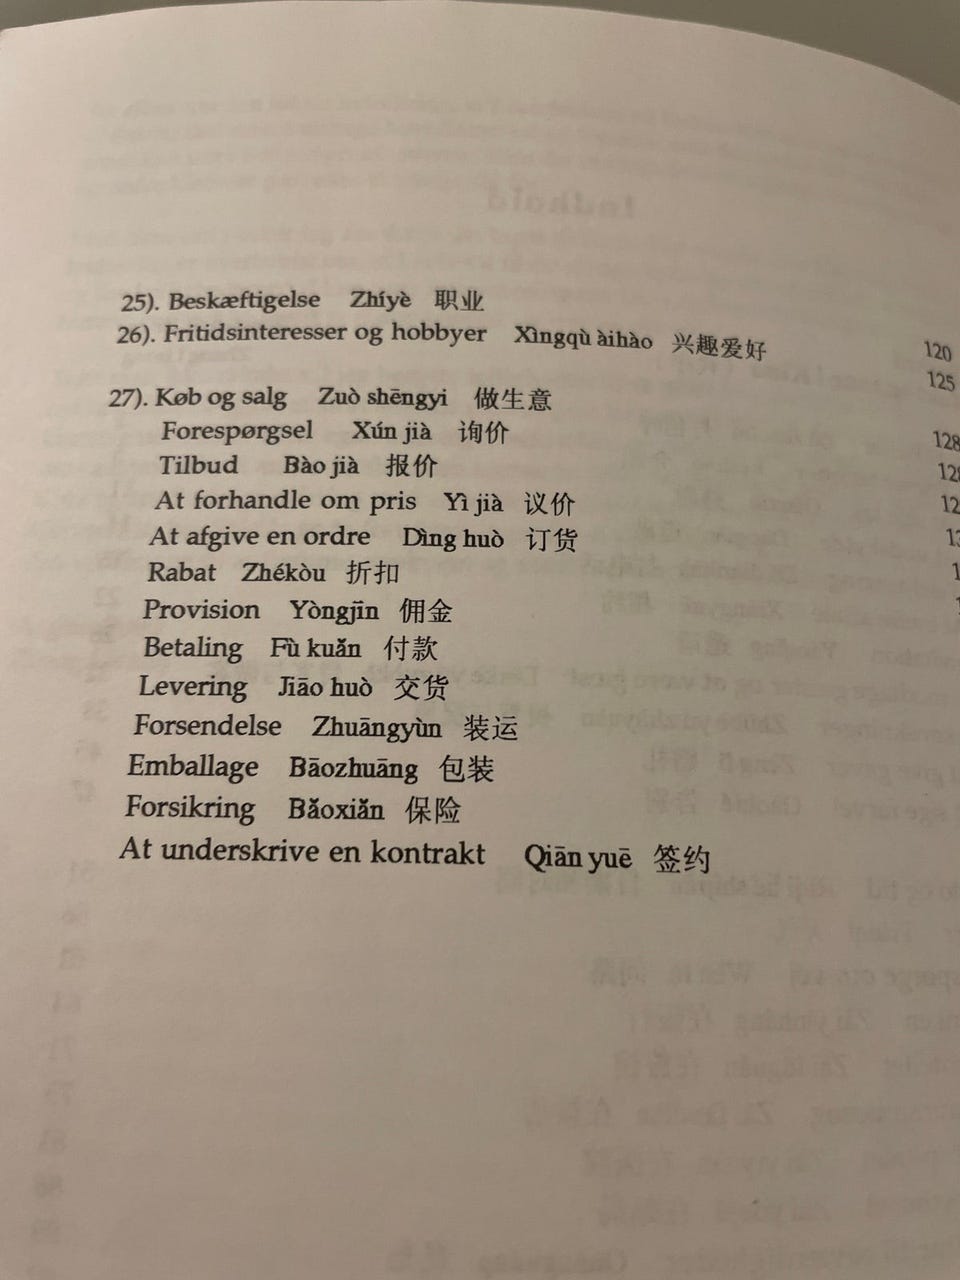 25). Beskæftigelse Zhíyè 职业 120
26). Fritidsinteresser og hobbyer Xìngqù àihào 兴趣爱好 125
27). Køb og salg Zuò shēngyi 做生意 128
Forespørgsel Xún jià 询价
Tilbud Bào jià 报价
At forhandle om pris Yì jià 议价
At afgive en ordre Dìng huò 订货
Rabat Zhékòu 折扣
Provision Yòngjīn 佣金
Betaling Fù kuǎn 付款
Levering Jiāo huò 交货
Forsendelse Zhuāngyùn 装运
Emballage Bāozhuāng 包装
Forsikring Bǎoxiǎn 保险
At underskrive en kontrakt Qiān yuē 签约